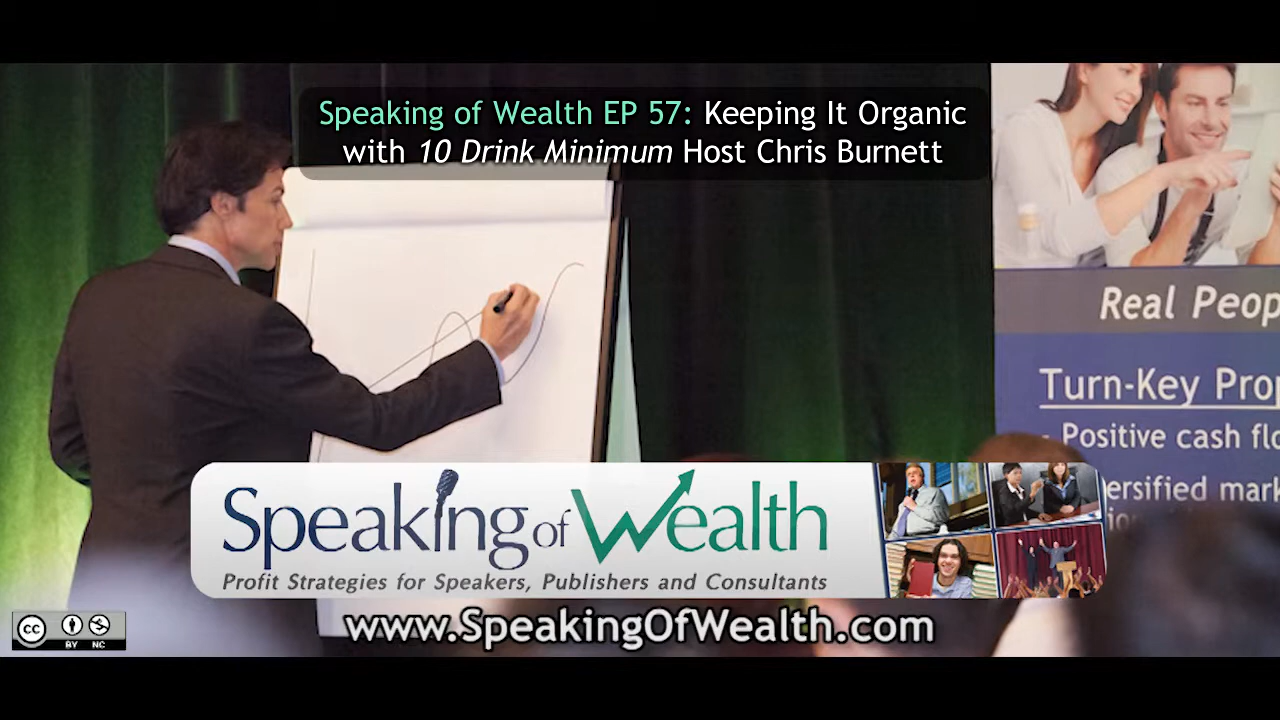 Speaking of Wealth EP 57: Keeping It Organic
with 10 Drink Minimum Host Chris Burnett
Real Peop
Turn-Key Prop
- Positive cash flo
ersified mark
Speaking of Wealth
Profit Strategies for Speakers, Publishers and Consultants
www.SpeakingOfWealth.com
cc
BY NC